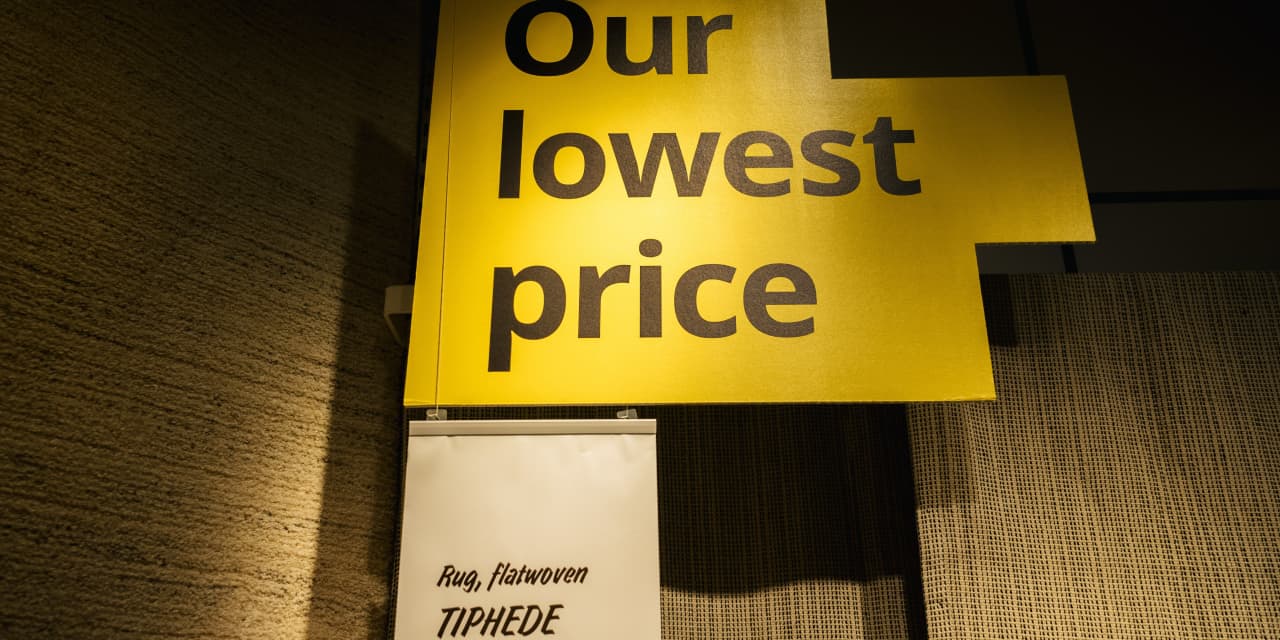 Our
lowest
price
Rug, flatwoven
TIPHEDE